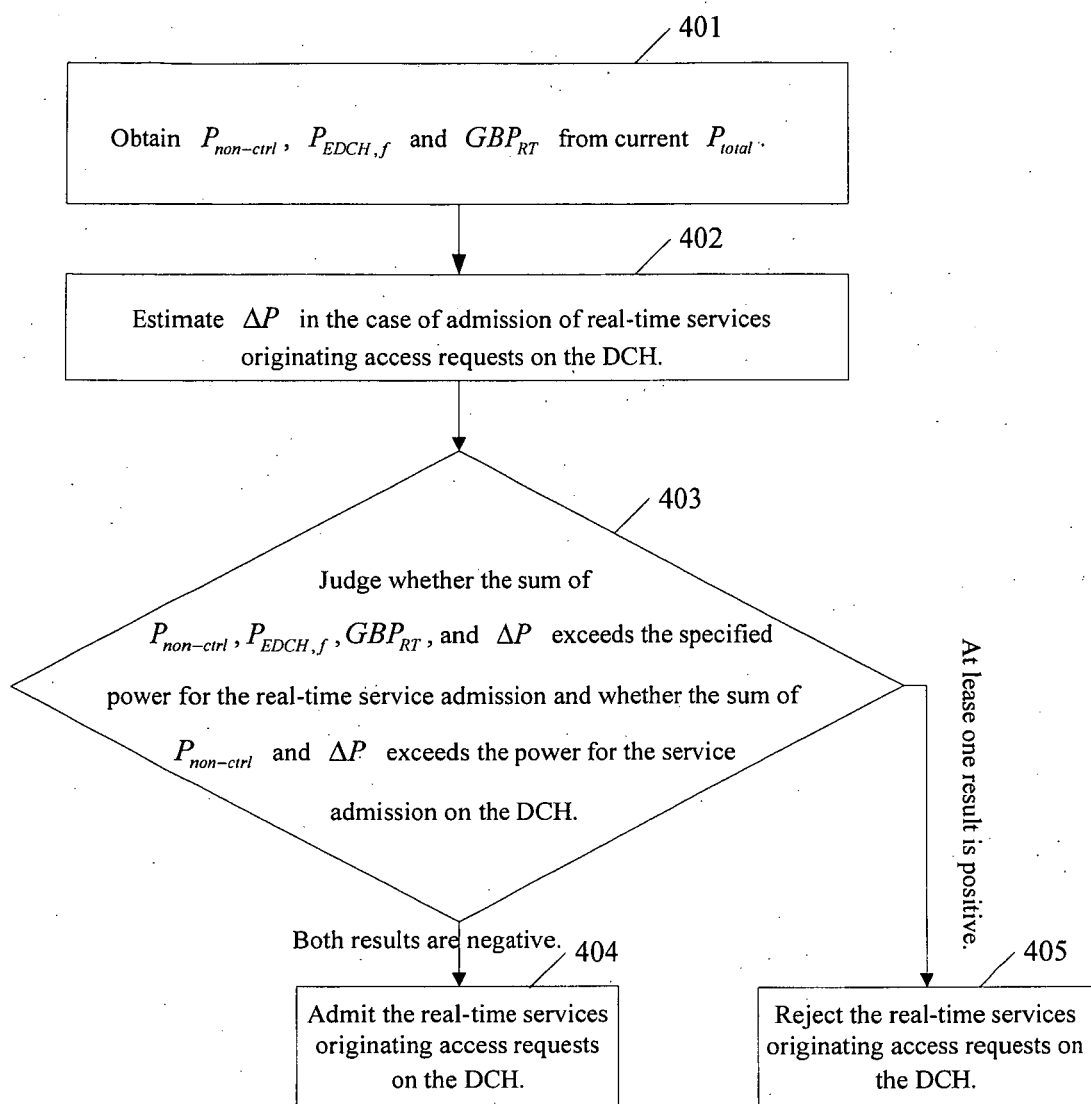 401
Obtain P_non-ctrl, P_EDCH,f and GBP_RT from current P_total.
402
Estimate ΔP in the case of admission of real-time services
originating access requests on the DCH.
403
Judge whether the sum of
P_non-ctrl, P_EDCH,f, GBP_RT, and ΔP exceeds the specified
power for the real-time service admission and whether the sum of
P_non-ctrl and ΔP exceeds the power for the service
admission on the DCH.
At lease one result is positive.
Both results are negative.
404
Admit the real-time services
originating access requests
on the DCH.
405
Reject the real-time services
originating access requests on
the DCH.